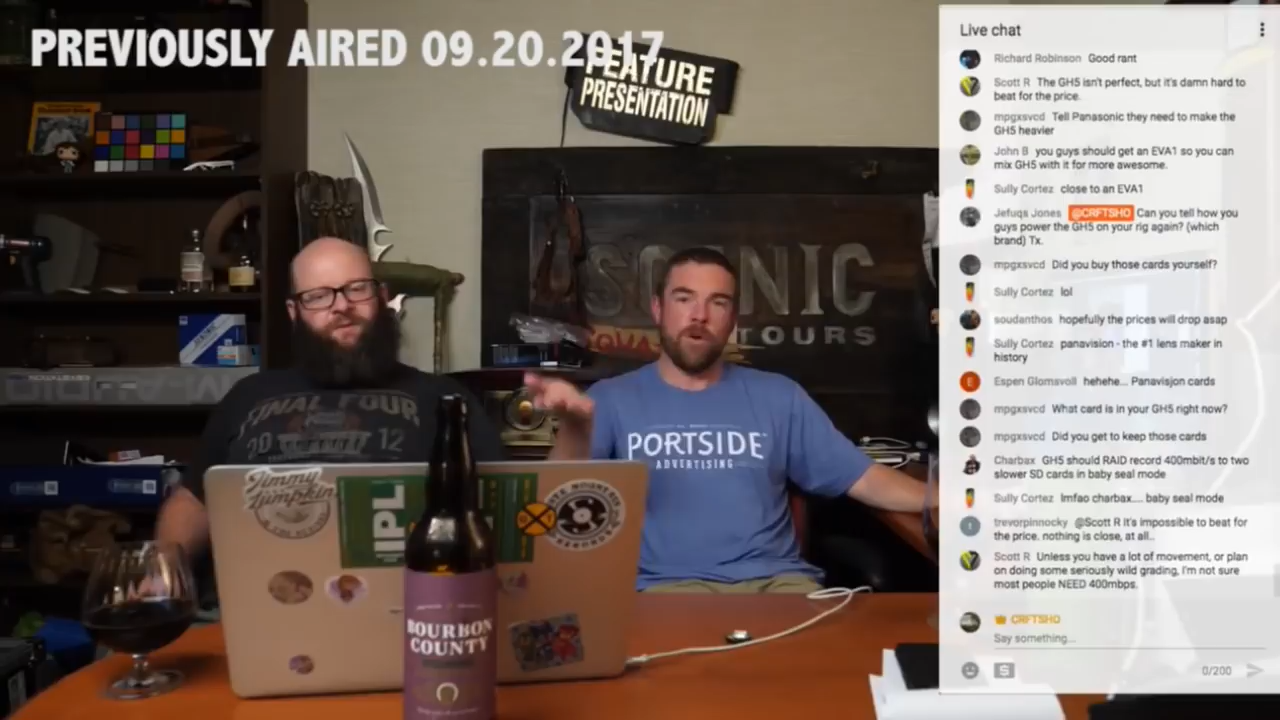 PREVIOUSLY AIRED 09.20.2017
FEATURE
PRESENTATION
SCENIC
TOURS
FINAL FOUR
20 12
PORTSIDE
ADVERTISING
Jimmy
Lumpkin
BOURBON
COUNTY
Live chat
Richard Robinson Good rant
Scott R The GH5 isn't perfect, but it's damn hard to
beat for the price.
mpgxsvcd Tell Panasonic they need to make the
GH5 heavier
John B you guys should get an EVA1 so you can
mix GH5 with it for more awesome.
Sully Cortez close to an EVA1
Jefuqs Jones @CRFTSHO Can you tell how you
guys power the GH5 on your rig again? (which
brand) Tx.
mpgxsvcd Did you buy those cards yourself?
Sully Cortez lol
soudanthos hopefully the prices will drop asap
Sully Cortez panavision - the #1 lens maker in
history
E Espen Glomsvoll hehehe... Panavisjon cards
mpgxsvcd What card is in your GH5 right now?
mpgxsvcd Did you get to keep those cards
Charbax GH5 should RAID record 400mbit/s to two
slower SD cards in baby seal mode
Sully Cortez lmfao charbax.... baby seal mode
t trevorpinnocky @Scott R it's impossible to beat for
the price. nothing is close, at all..
Scott R Unless you have a lot of movement, or plan
on doing some seriously wild grading, I'm not sure
most people NEED 400mbps.
CRFTSHO
Say something...
0/200